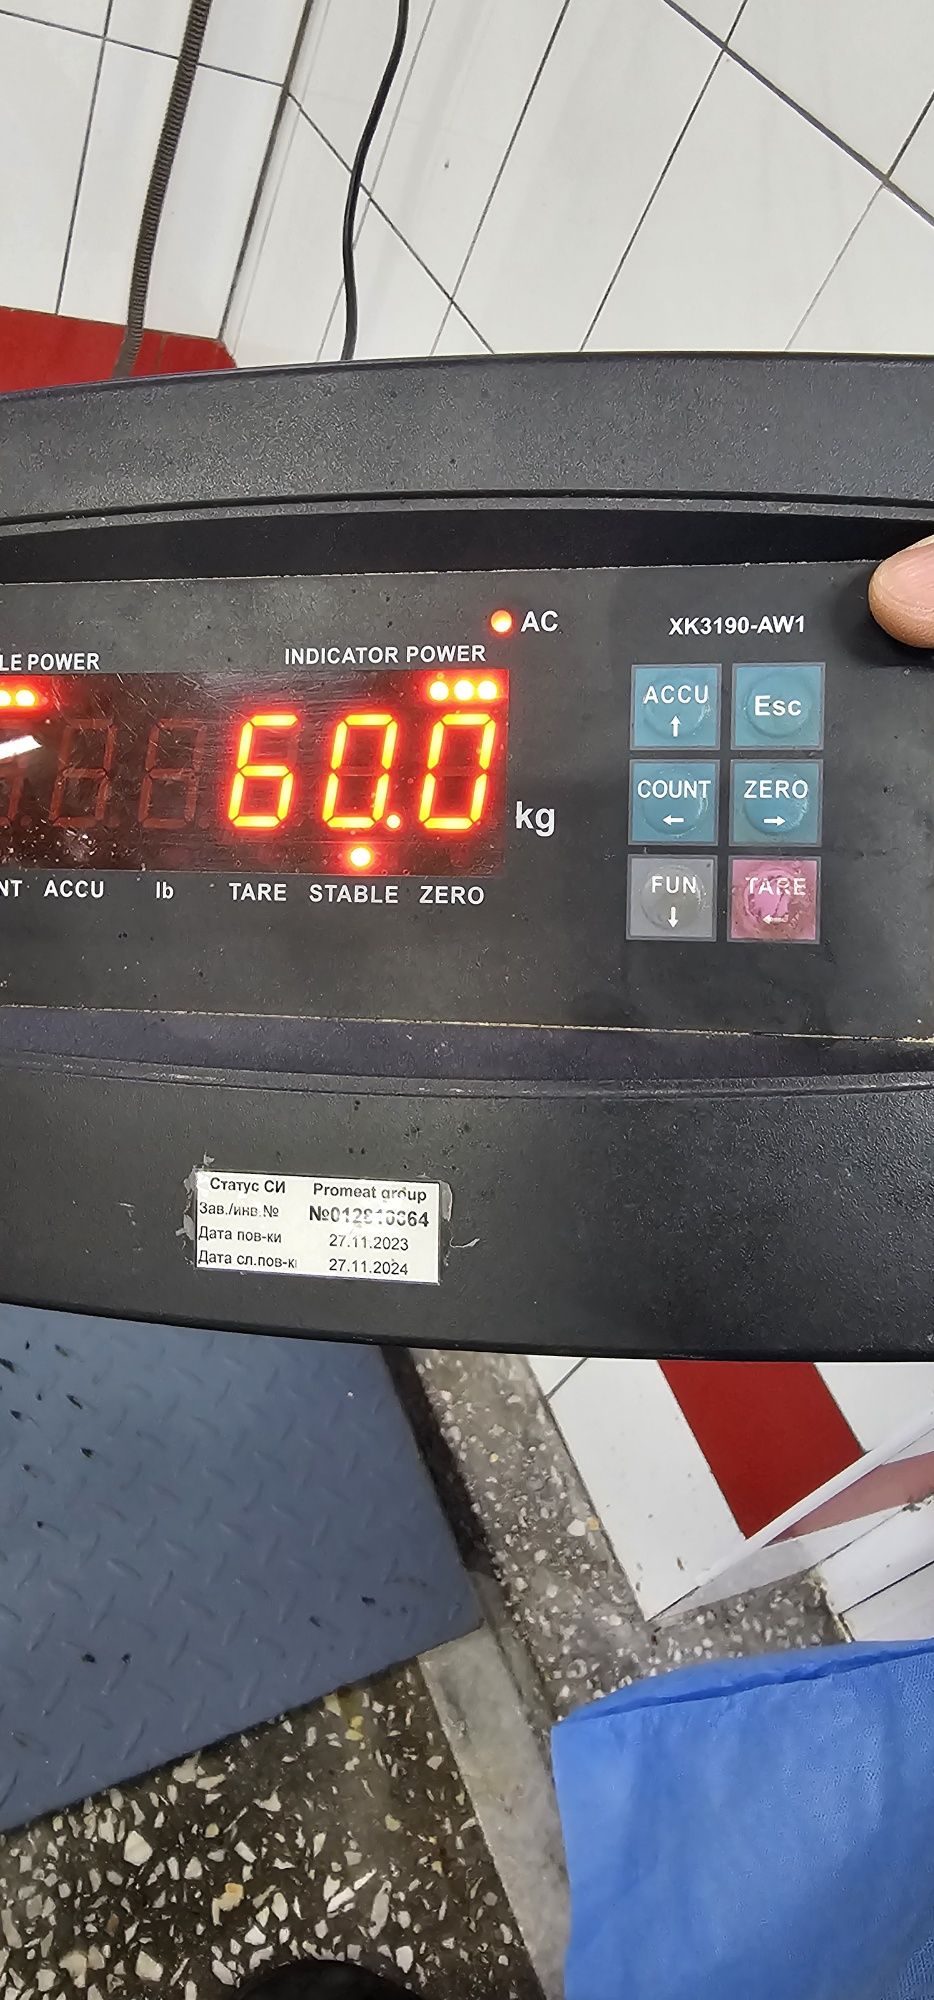 AC
XK3190-AW1
LE POWER
INDICATOR POWER
60.0
kg
ACCU
Esc
COUNT
ZERO
FUN
TARE
NT ACCU lb TARE STABLE ZERO
Статус СИ Promeat group
Зав./инв.№
Дата пов-ки 27.11.2023
Дата сл.пов-к 27.11.2024